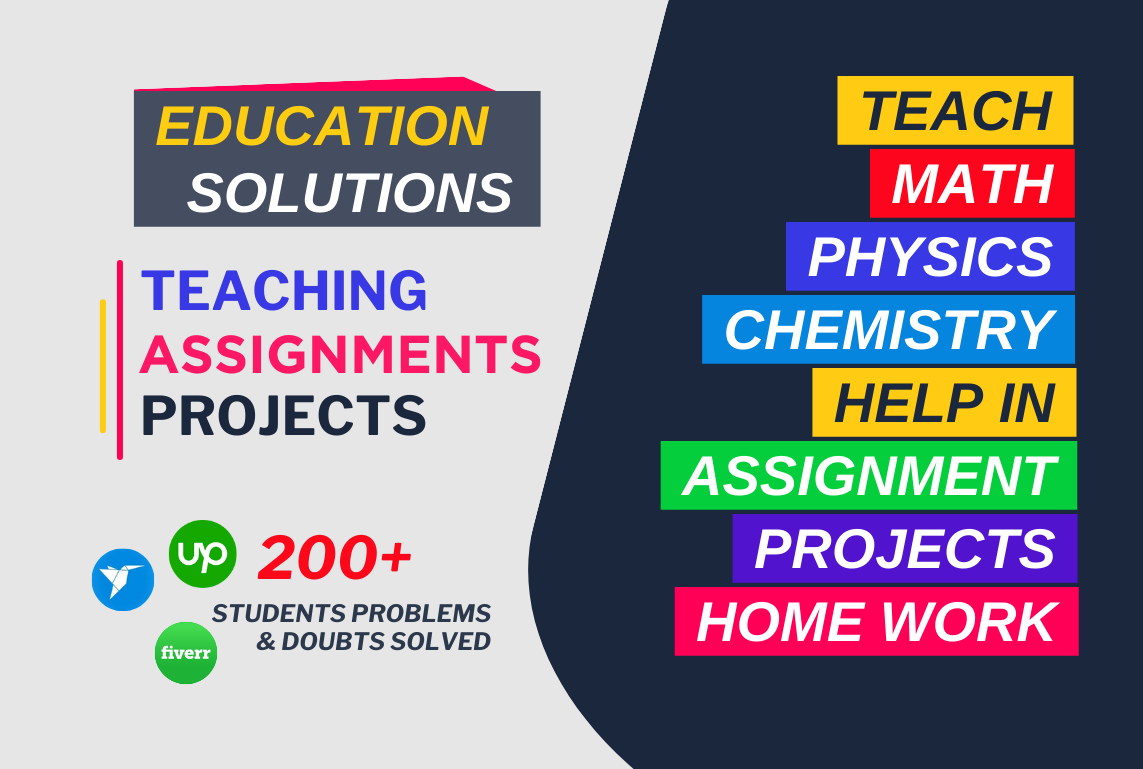 EDUCATION
SOLUTIONS
TEACHING
ASSIGNMENTS
PROJECTS
up
200+
STUDENTS PROBLEMS
& DOUBTS SOLVED
fiverr
TEACH
MATH
PHYSICS
CHEMISTRY
HELP IN
ASSIGNMENT
PROJECTS
HOME WORK